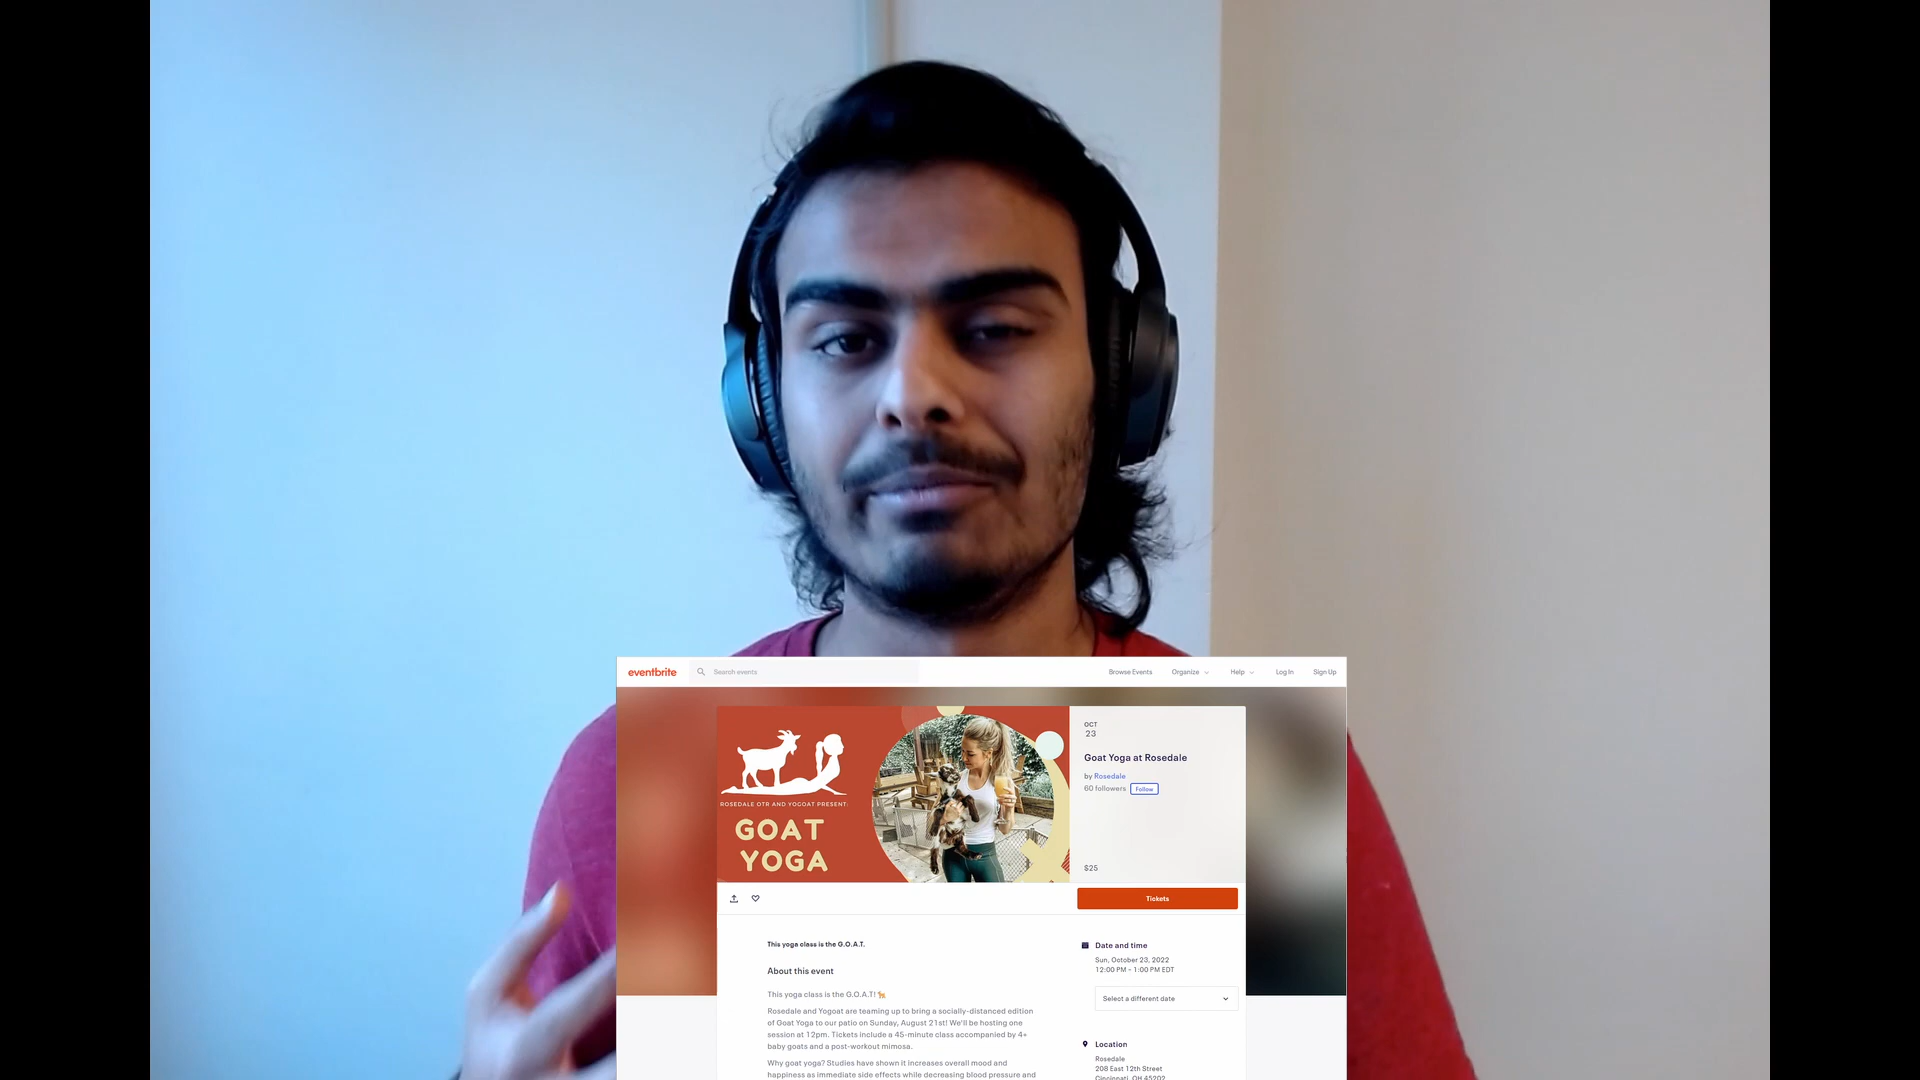 eventbrite
Search events
Browse Events
Organize
Help
Log In
Sign Up
ROSEDALE OTR AND YOGOAT PRESENT:
GOAT
YOGA
OCT
23
Goat Yoga at Rosedale
by Rosedale
60 followers Follow
$25
Tickets
This yoga class is the G.O.A.T.
About this event
This yoga class is the G.O.A.T! 🐐
Rosedale and Yogoat are teaming up to bring a socially-distanced edition
of Goat Yoga to our patio on Sunday, August 21st! We'll be hosting one
session at 12pm. Tickets include a 45-minute class accompanied by 4+
baby goats and a post-workout mimosa.
Why goat yoga? Studies have shown it increases overall mood and
happiness as immediate side effects while decreasing blood pressure and
Date and time
Sun, October 23, 2022
12:00 PM – 1:00 PM EDT
Select a different date
Location
Rosedale
208 East 12th Street
Cincinnati, OH 45202